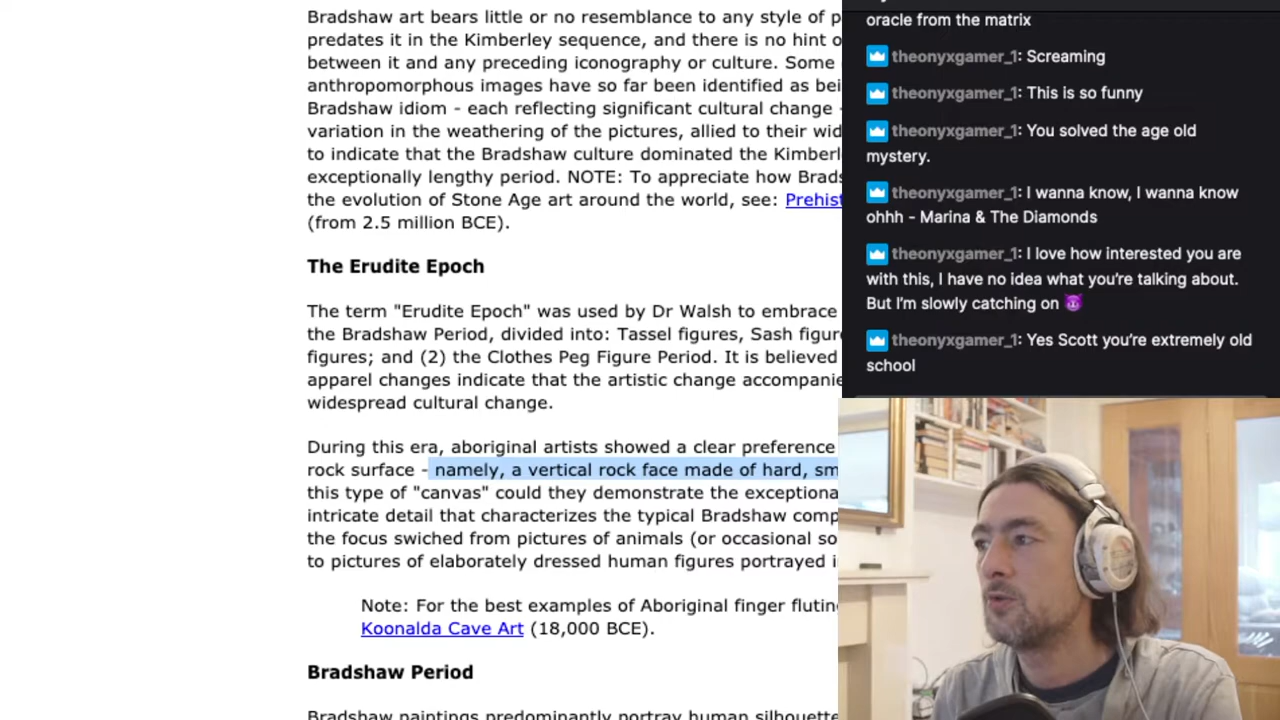 Bradshaw art bears little or no resemblance to any style of p
predates it in the Kimberley sequence, and there is no hint o
between it and any preceding iconography or culture. Some
anthropomorphous images have so far been identified as bei
Bradshaw idiom - each reflecting significant cultural change -
variation in the weathering of the pictures, allied to their wid
to indicate that the Bradshaw culture dominated the Kimberl
exceptionally lengthy period. NOTE: To appreciate how Brads
the evolution of Stone Age art around the world, see: Prehist
(from 2.5 million BCE).
The Erudite Epoch
The term "Erudite Epoch" was used by Dr Walsh to embrace
the Bradshaw Period, divided into: Tassel figures, Sash figur
figures; and (2) the Clothes Peg Figure Period. It is believed
apparel changes indicate that the artistic change accompanie
widespread cultural change.
During this era, aboriginal artists showed a clear preference
rock surface - namely, a vertical rock face made of hard, sm
this type of "canvas" could they demonstrate the exceptiona
intricate detail that characterizes the typical Bradshaw comp
the focus swiched from pictures of animals (or occasional so
to pictures of elaborately dressed human figures portrayed i
Note: For the best examples of Aboriginal finger flutin
Koonalda Cave Art (18,000 BCE).
Bradshaw Period
Bradshaw paintings predominantly portray human silhouette
oracle from the matrix
theonyxgamer_1: Screaming
theonyxgamer_1: This is so funny
theonyxgamer_1: You solved the age old
mystery.
theonyxgamer_1: I wanna know, I wanna know
ohhh - Marina & The Diamonds
theonyxgamer_1: I love how interested you are
with this, I have no idea what you're talking about.
But I'm slowly catching on 😈
theonyxgamer_1: Yes Scott you're extremely old
school